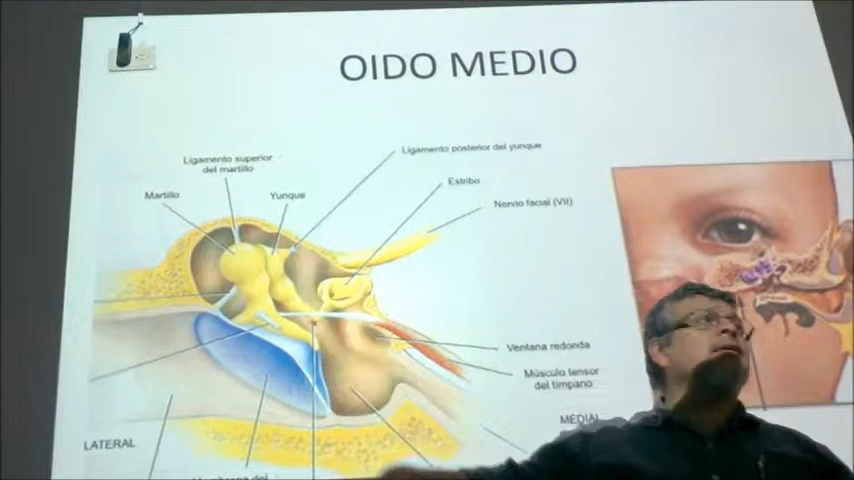 OIDO MEDIO
Ligamento superior
del martillo
Ligamento posterior del yunque
Martillo
Yunque
Estribo
Nervio facial (VII)
Ventana redonda
Músculo tensor
del tímpano
LATERAL
MEDIAL